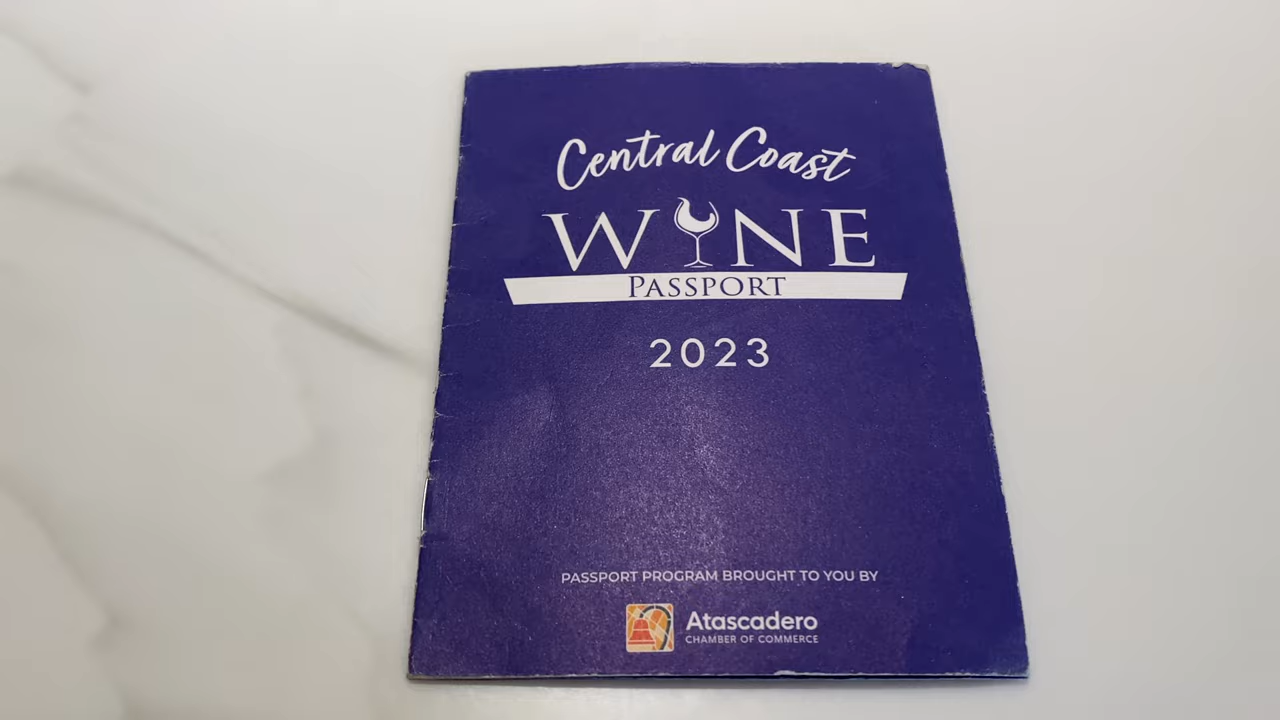 Central Coast
WINE
PASSPORT
2023
PASSPORT PROGRAM BROUGHT TO YOU BY
Atascadero
CHAMBER OF COMMERCE